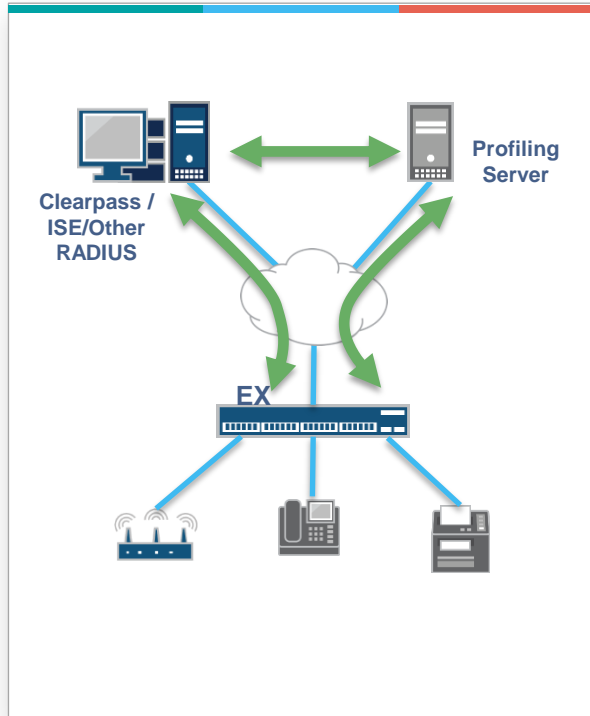 Clearpass /
ISE/Other
RADIUS
Profiling
Server
EX